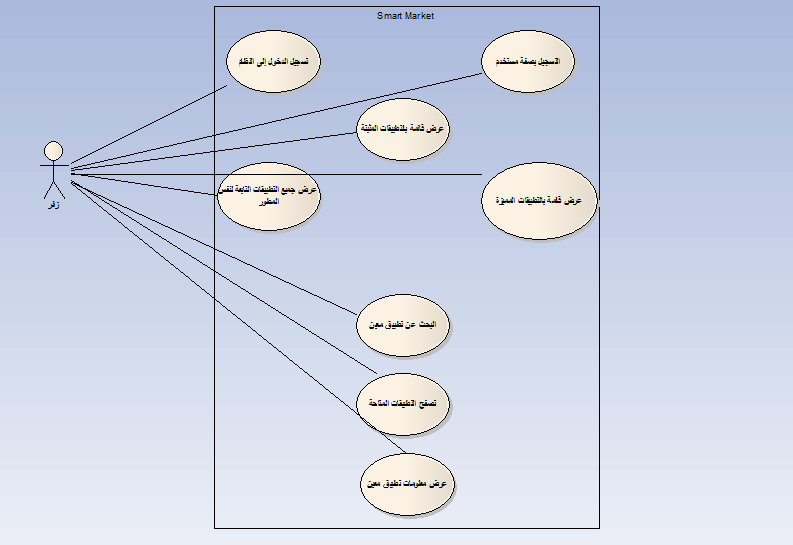 Smart Market
تسجيل الدخول إلى النظام
التسجيل بصفة مستخدم
عرض قائمة بالتطبيقات المثبتة
زائر
عرض جميع التطبيقات التابعة لنفس
المطور
عرض قائمة بالتطبيقات المميزة
البحث عن تطبيق معين
تصفح التطبيقات المتاحة
عرض معلومات تطبيق معين